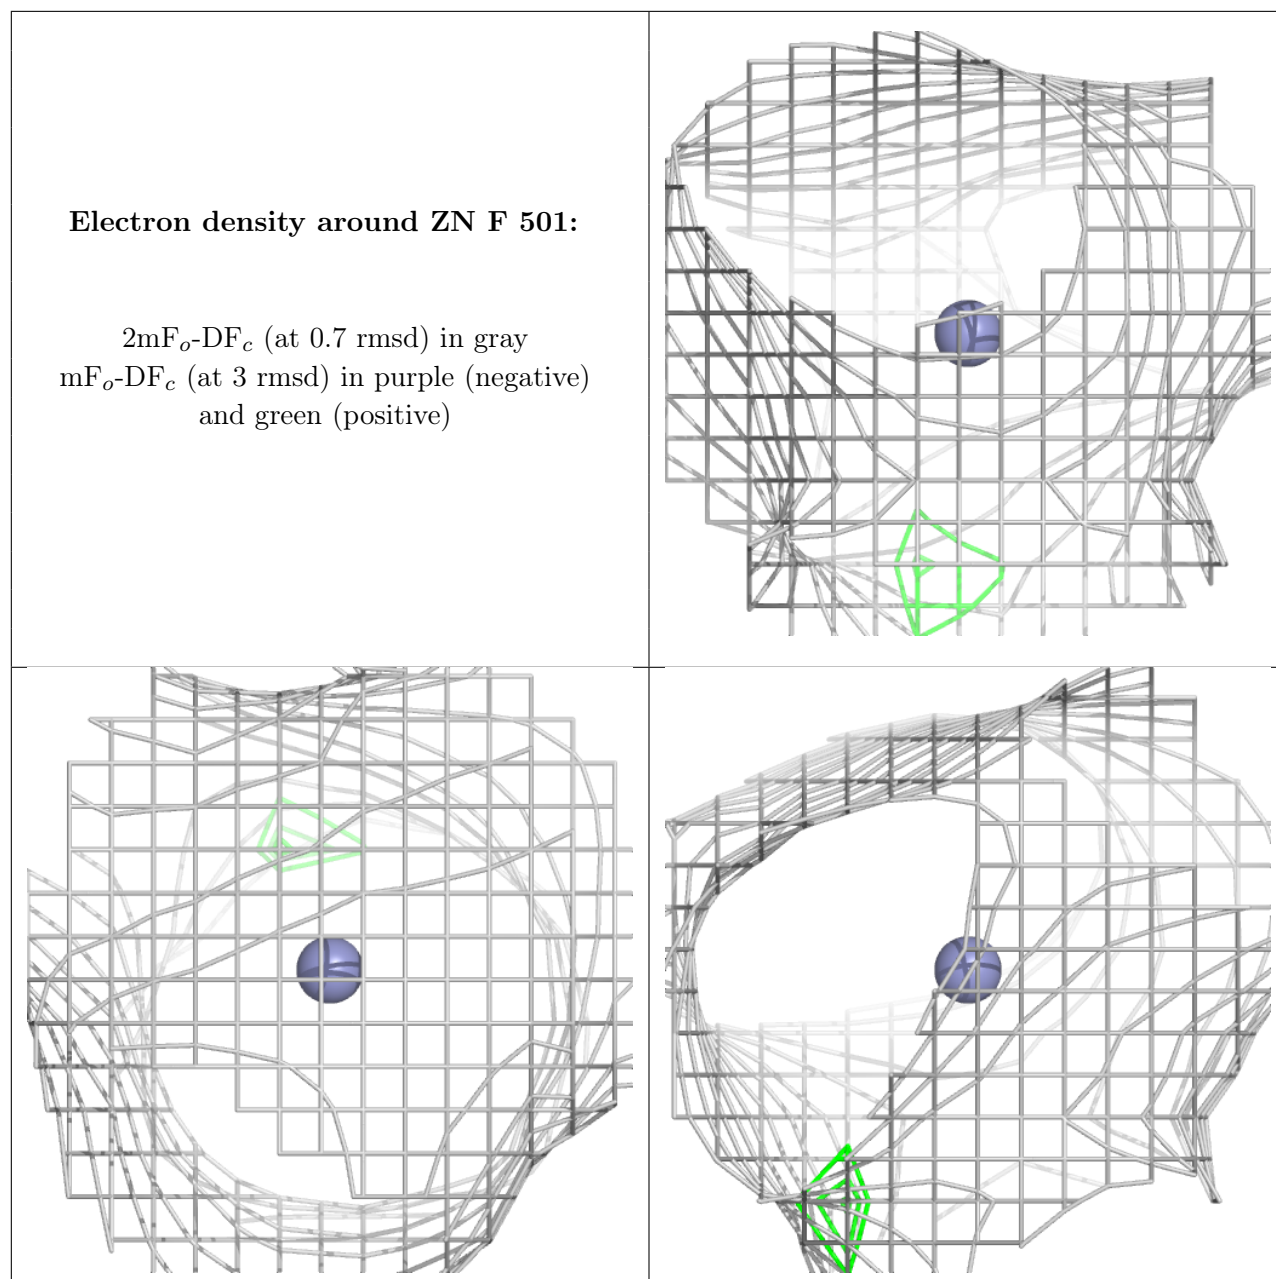 Electron density around ZN F 501:
2mFo-DFc (at 0.7 rmsd) in gray
mFo-DFc (at 3 rmsd) in purple (negative)
and green (positive)